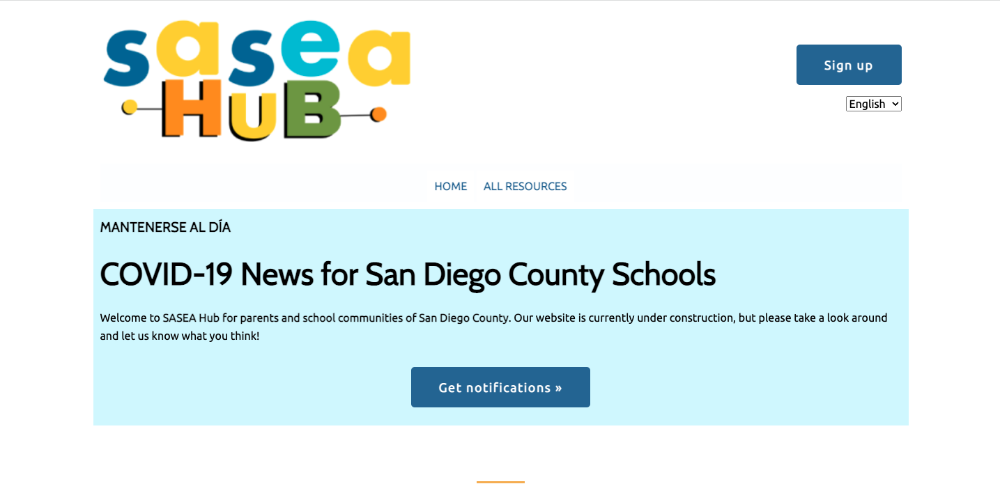 sasea
HUB
Sign up
English
HOME ALL RESOURCES
MANTENERSE AL DÍA
COVID-19 News for San Diego County Schools
Welcome to SASEA Hub for parents and school communities of San Diego County. Our website is currently under construction, but please take a look around
and let us know what you think!
Get notifications »